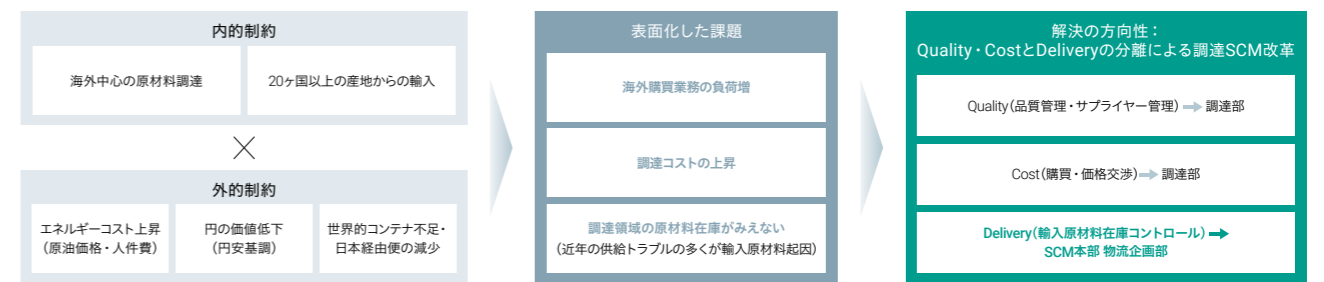 内的制約
海外中心の原材料調達
20ヶ国以上の産地からの輸入
×
外的制約
エネルギーコスト上昇
(原油価格・人件費)
円の価値低下
(円安基調)
世界的コンテナ不足・
日本経由便の減少
表面化した課題
海外購買業務の負荷増
調達コストの上昇
調達領域の原材料在庫がみえない
(近年の供給トラブルの多くが輸入原材料起因)
解決の方向性：
Quality・CostとDeliveryの分離による調達SCM改革
Quality(品質管理・サプライヤー管理) → 調達部
Cost(購買・価格交渉) → 調達部
Delivery(輸入原材料在庫コントロール) →
SCM本部 物流企画部